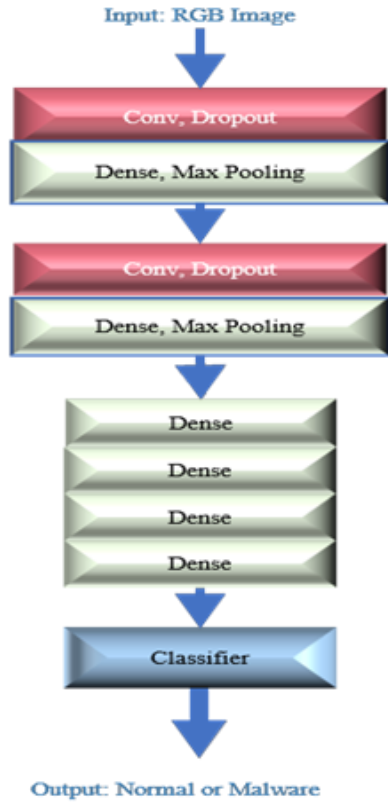 Input: RGB Image
Conv, Dropout
Dense, Max Pooling
Conv, Dropout
Dense, Max Pooling
Dense
Dense
Dense
Dense
Classifier
Output: Normal or Malware